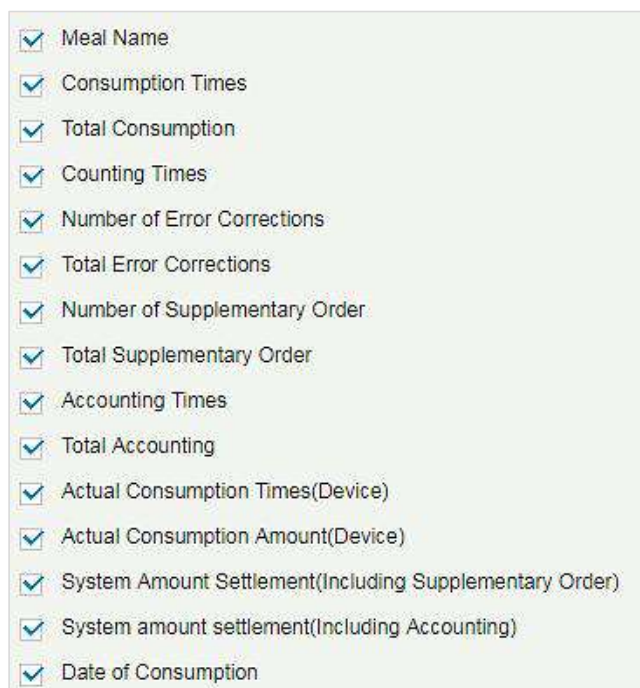 Meal Name
Consumption Times
Total Consumption
Counting Times
Number of Error Corrections
Total Error Corrections
Number of Supplementary Order
Total Supplementary Order
Accounting Times
Total Accounting
Actual Consumption Times(Device)
Actual Consumption Amount(Device)
System Amount Settlement(Including Supplementary Order)
System amount settlement(Including Accounting)
Date of Consumption